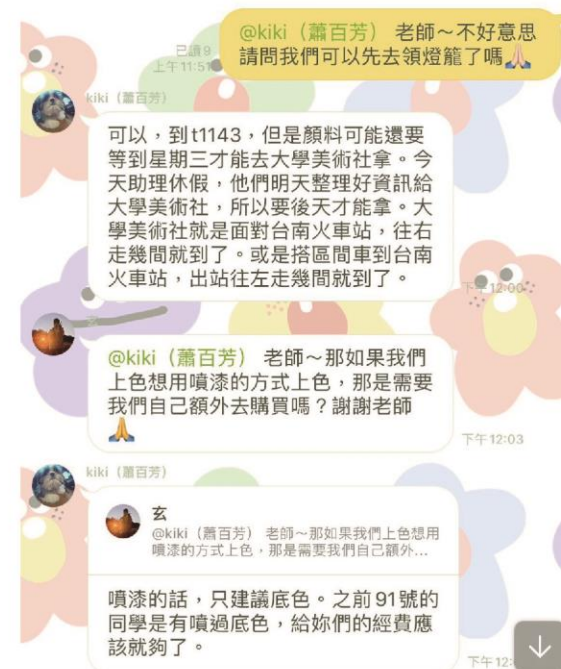 @kiki（蕭百芳）老師～不好意思
請問我們可以先去領燈籠了嗎🙏
已讀9
上午11:51
kiki（蕭百芳）
可以，到t1143，但是顏料可能還要
等到星期三才能去大學美術社拿。今
天助理休假，他們明天整理好資訊給
大學美術社，所以要後天才能拿。大
學美術社就是面對台南火車站，往右
走幾間就到了。或是搭區間車到台南
火車站，出站往左走幾間就到了。
下午12:00
@kiki（蕭百芳）老師～那如果我們
上色想用噴漆的方式上色，那是需要
我們自己額外去購買嗎？謝謝老師
🙏
下午12:03
kiki（蕭百芳）
玄
@kiki（蕭百芳）老師～那如果我們上色想用
噴漆的方式上色，那是需要我們自己額外...
噴漆的話，只建議底色。之前91號的
同學是有噴過底色，給妳們的經費應
該就夠了。
下午12: